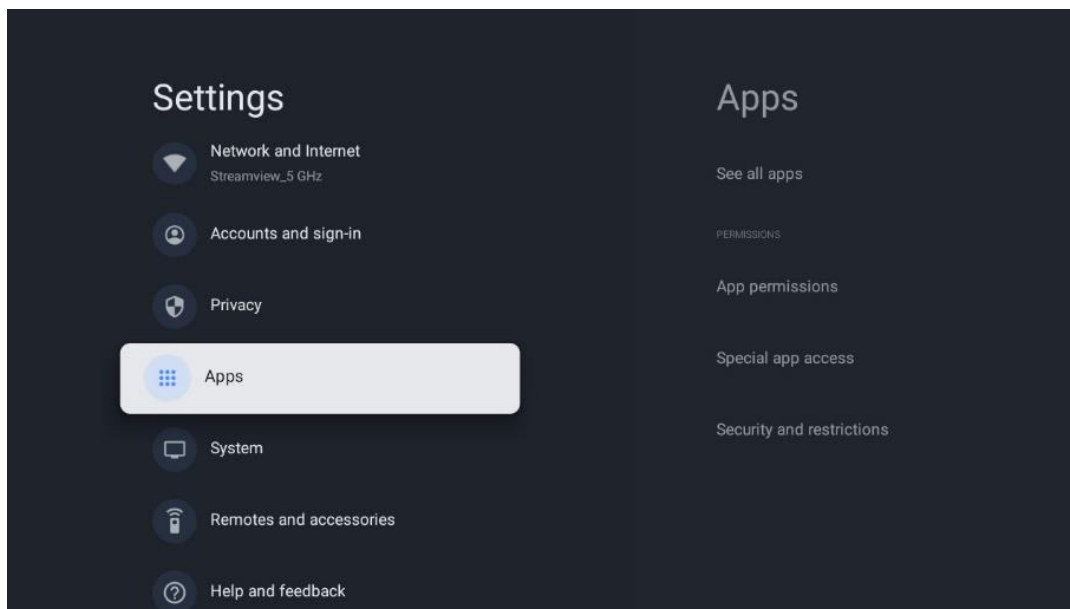 Settings
Network and Internet
Streamview_5 GHz
Accounts and sign-in
Privacy
Apps
System
Remotes and accessories
Help and feedback
Apps
See all apps
PERMISSIONS
App permissions
Special app access
Security and restrictions